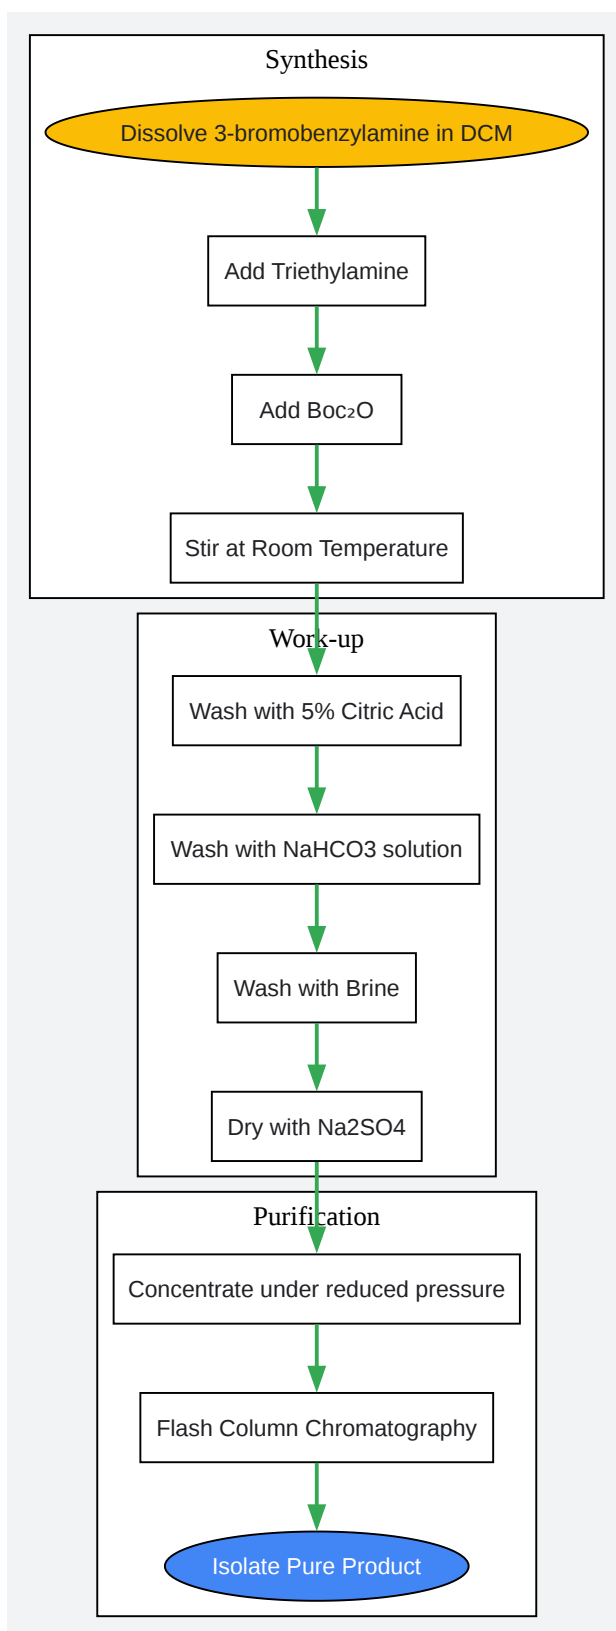 Synthesis
Dissolve 3-bromobenzylamine in DCM
Add Triethylamine
Add Boc₂O
Stir at Room Temperature
Work-up
Wash with 5% Citric Acid
Wash with NaHCO3 solution
Wash with Brine
Dry with Na2SO4
Purification
Concentrate under reduced pressure
Flash Column Chromatography
Isolate Pure Product